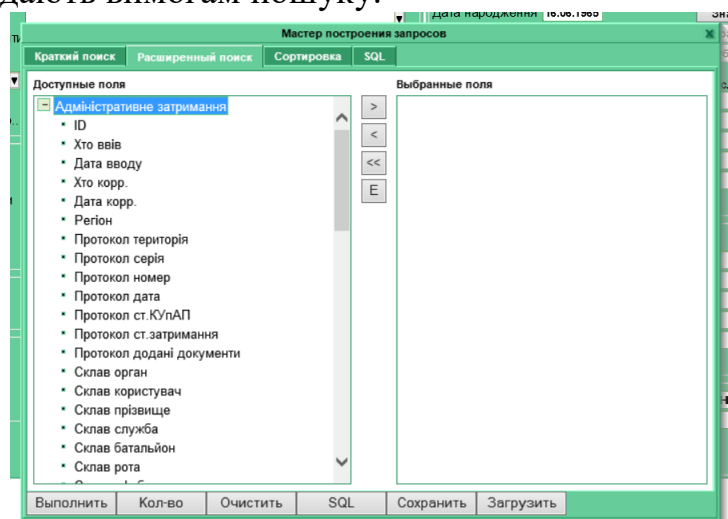 дають вимогам пошуку.
Дата народження 16.06.1965
Мастер построения запросов
Краткий поиск Расширенный поиск Сортировка SQL
Доступные поля
Выбранные поля
Адміністративне затримання
ID
Хто ввів
Дата вводу
Хто корр.
Дата корр.
Регіон
Протокол територія
Протокол серія
Протокол номер
Протокол дата
Протокол ст.КУпАП
Протокол ст.затримання
Протокол додані документи
Склав орган
Склав користувач
Склав прізвище
Склав служба
Склав батальйон
Склав рота
>
<
<<
E
Выполнить Кол-во Очистить SQL Сохранить Загрузить